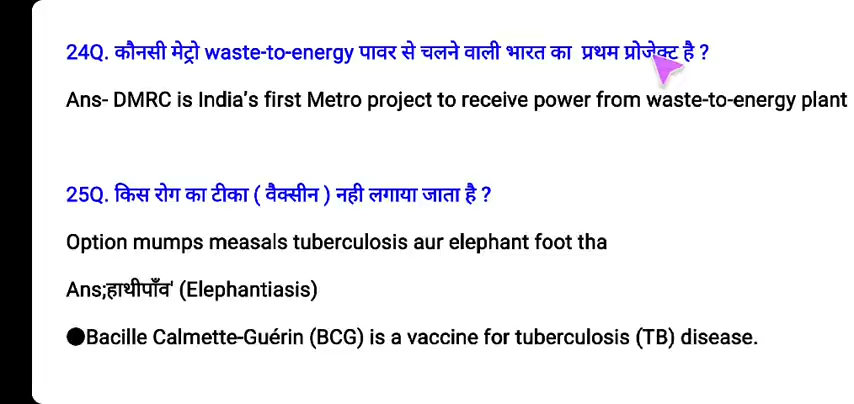 24Q. कौनसी मेट्रो waste-to-energy पावर से चलने वाली भारत का प्रथम प्रोजेक्ट है ?
Ans- DMRC is India's first Metro project to receive power from waste-to-energy plant
25Q. किस रोग का टीका ( वैक्सीन ) नही लगाया जाता है ?
Option mumps measals tuberculosis aur elephant foot tha
Ans;हाथीपाँव' (Elephantiasis)
●Bacille Calmette-Guérin (BCG) is a vaccine for tuberculosis (TB) disease.